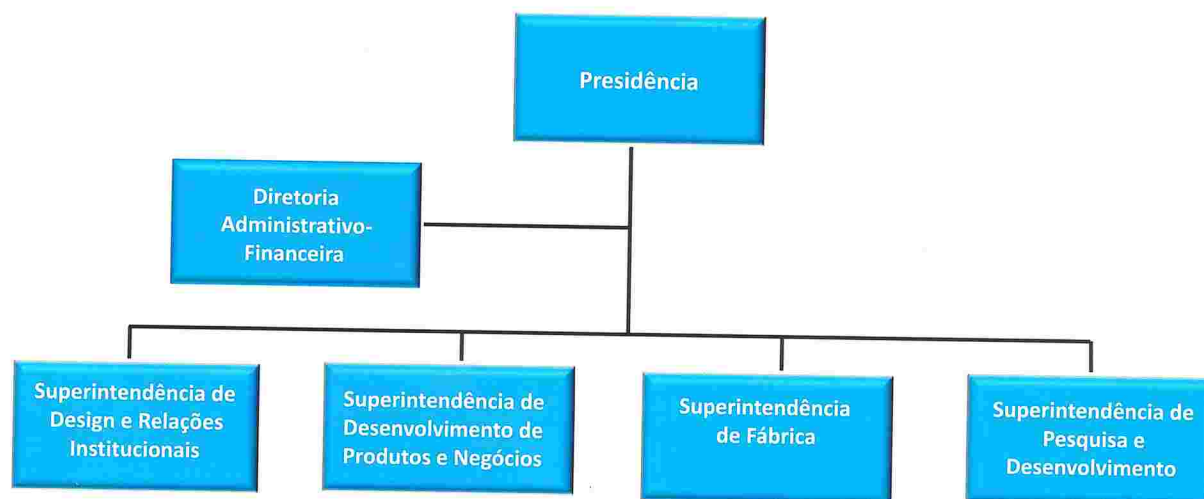 Presidência
Diretoria
Administrativo-
Financeira
Superintendência de
Design e Relações
Institucionais
Superintendência de
Desenvolvimento de
Produtos e Negócios
Superintendência
de Fábrica
Superintendência de
Pesquisa e
Desenvolvimento